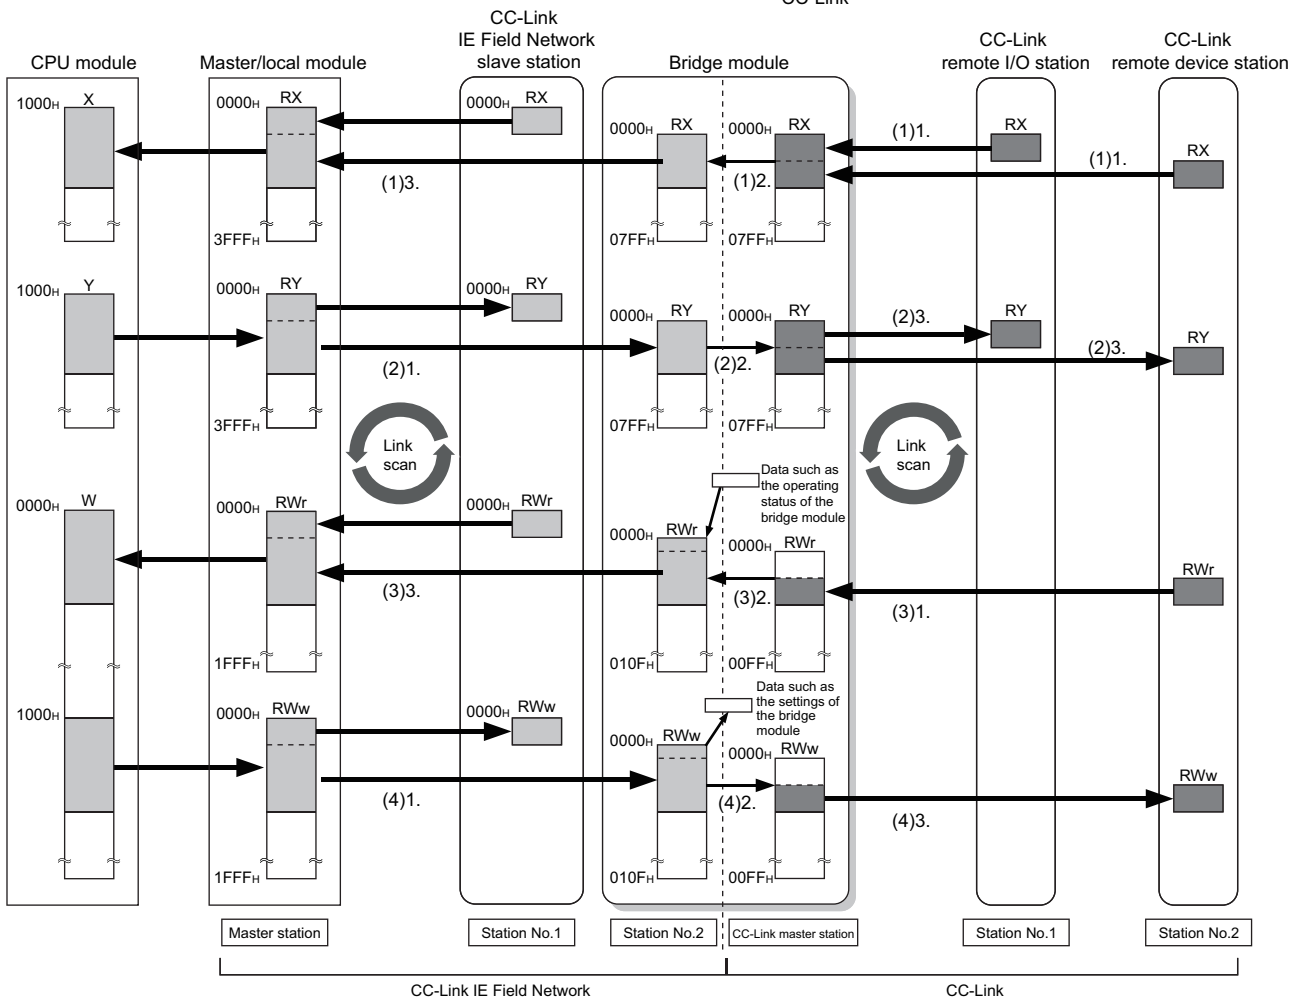 CC-Link
CC-Link
IE Field Network
slave station
CC-Link
remote I/O station
CC-Link
remote device station
CPU module
Master/local module
Bridge module
1000H
X
0000H
RX
0000H
RX
0000H
RX
0000H
RX
(1)1.
RX
(1)1.
RX
(1)3.
(1)2.
3FFFH
07FFH
07FFH
1000H
Y
0000H
RY
0000H
RY
0000H
RY
0000H
RY
(2)3.
RY
(2)3.
RY
(2)1.
(2)2.
3FFFH
07FFH
07FFH
Link
scan
Link
scan
Data such as
the operating
status of the
bridge module
0000H
W
0000H
RWr
0000H
RWr
0000H
RWr
0000H
RWr
RWr
(3)3.
(3)2.
(3)1.
1FFFH
010FH
00FFH
Data such as
the settings of
the bridge
module
1000H
0000H
RWw
0000H
RWw
0000H
RWw
0000H
RWw
RWw
(4)1.
(4)2.
(4)3.
1FFFH
010FH
00FFH
Master station
Station No.1
Station No.2
CC-Link master station
Station No.1
Station No.2
CC-Link IE Field Network
CC-Link